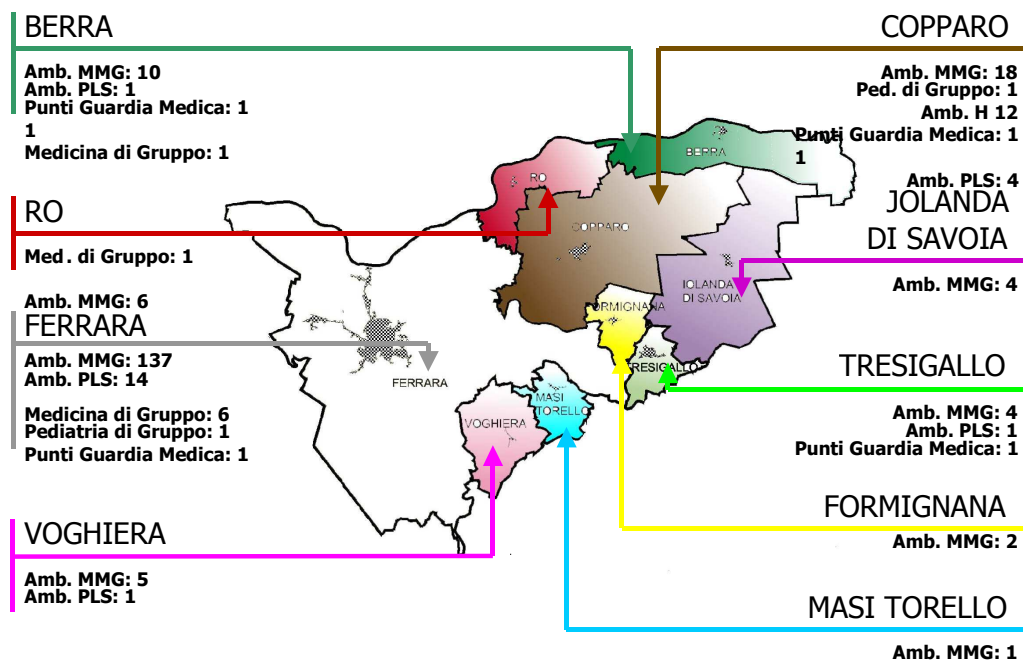 BERRA
Amb. MMG: 10
Amb. PLS: 1
Punti Guardia Medica: 1
1
Medicina di Gruppo: 1
RO
Med. di Gruppo: 1
Amb. MMG: 6
FERRARA
Amb. MMG: 137
Amb. PLS: 14
Medicina di Gruppo: 6
Pediatria di Gruppo: 1
Punti Guardia Medica: 1
VOGHIERA
Amb. MMG: 5
Amb. PLS: 1
COPPARO
Amb. MMG: 18
Ped. di Gruppo: 1
Amb. H 12
Punti Guardia Medica: 1
1
Amb. PLS: 4
JOLANDA
DI SAVOIA
Amb. MMG: 4
TRESIGALLO
Amb. MMG: 4
Amb. PLS: 1
Punti Guardia Medica: 1
FORMIGNANA
Amb. MMG: 2
MASI TORELLO
Amb. MMG: 1
BERRA
RO
COPPARO
IOLANDA
DI SAVOIA
FORMIGNANA
TRESIGALLO
FERRARA
MASI
TORELLO
VOGHIERA